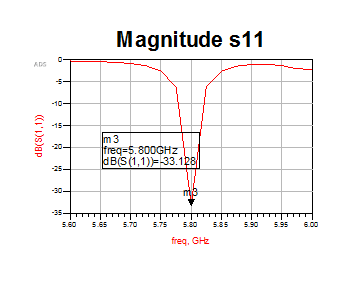 Magnitude s11
ADS
0
-5
-10
-15
-20
-25
-30
-35
dB(S(1,1))
m3
freq=5.800GHz
dB(S(1,1))=-33.128
m3
5.60 5.65 5.70 5.75 5.80 5.85 5.90 5.95 6.00
freq, GHz